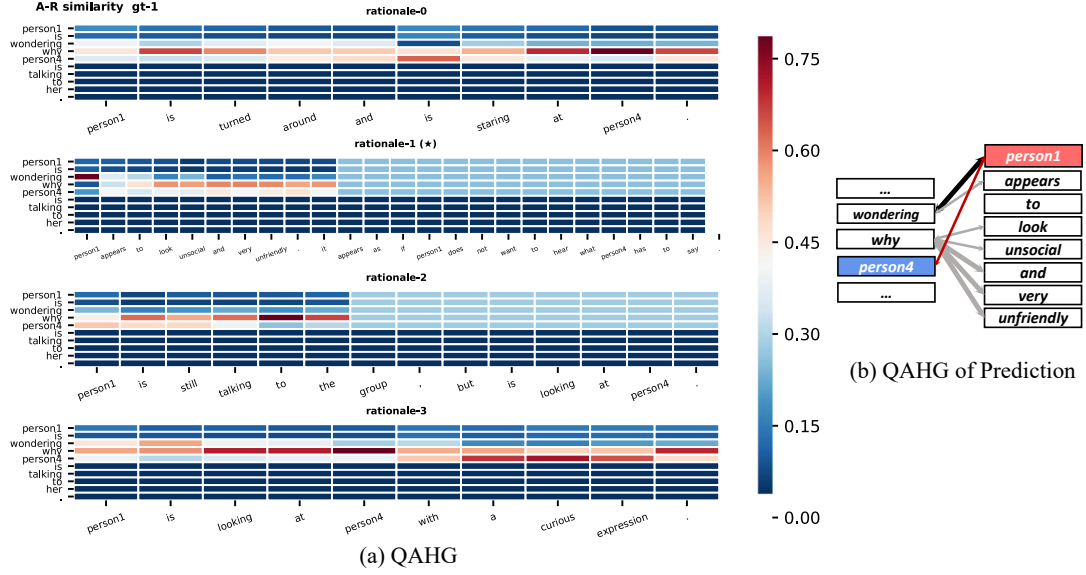 A-R similarity gt-1
rationale-0
person1
is
wondering
why
person4
is
talking
to
her
.
person1 is turned around and is staring at person4 .
rationale-1 (★)
person1
is
wondering
why
person4
is
talking
to
her
.
person1 appears to look unsocial and very unfriendly . it appears as if person1 does not want to hear what person4 has to say .
rationale-2
person1
is
wondering
why
person4
is
talking
to
her
.
person1 is still talking to the group , but is looking at person4 .
rationale-3
person1
is
wondering
why
person4
is
talking
to
her
.
person1 is looking at person4 with a curious expression .
(a) QAHG
0.75
0.60
0.45
0.30
0.15
0.00
...
wondering
why
person4
...
person1
appears
to
look
unsocial
and
very
unfriendly
(b) QAHG of Prediction